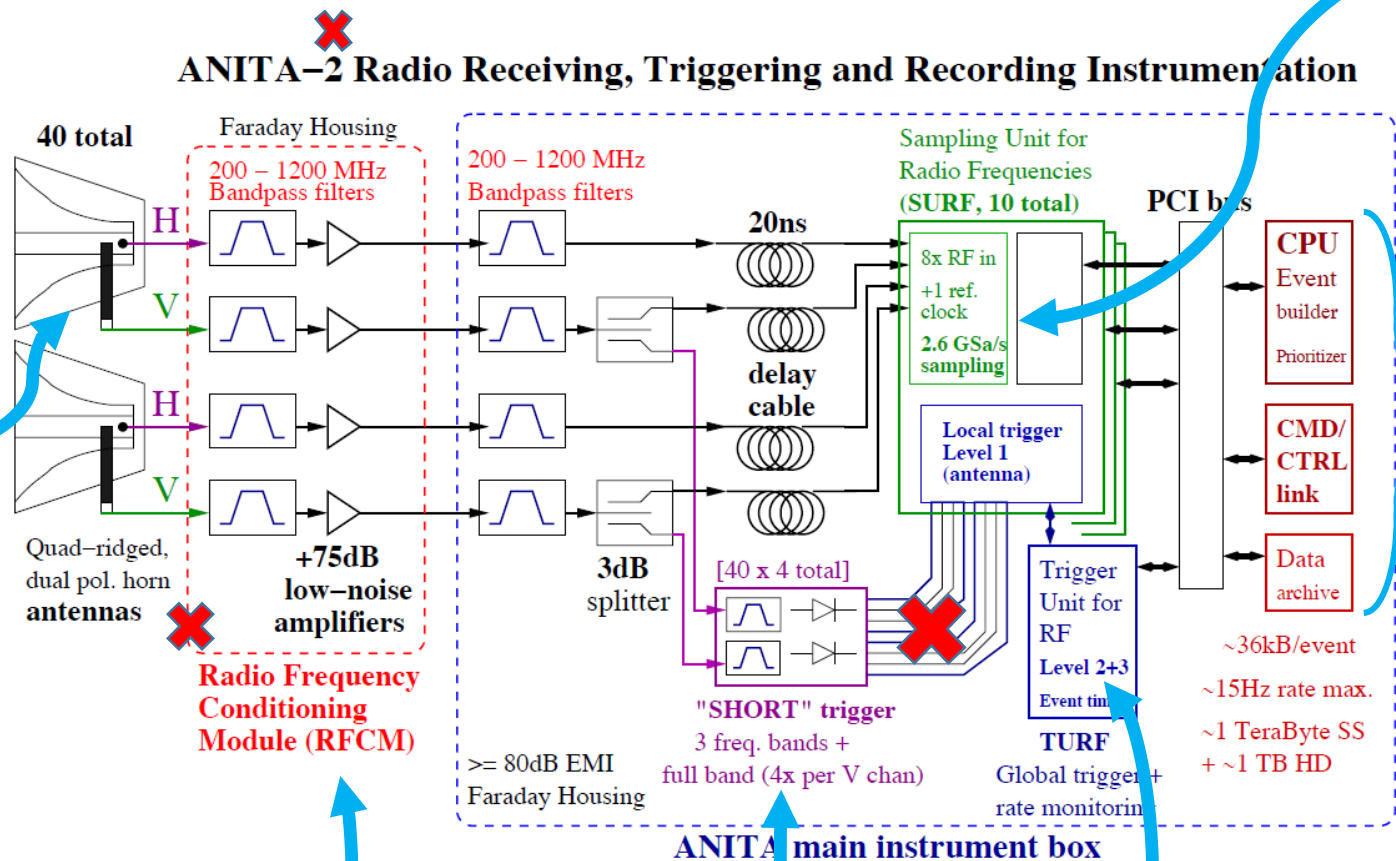 ANITA−2 Radio Receiving, Triggering and Recording Instrumentation
40 total
Faraday Housing
200 − 1200 MHz
Bandpass filters
H
V
H
V
Quad−ridged,
dual pol. horn
antennas
+75dB
low−noise
amplifiers
Radio Frequency
Conditioning
Module (RFCM)
200 − 1200 MHz
Bandpass filters
20ns
delay
cable
3dB
splitter
[40 x 4 total]
"SHORT" trigger
3 freq. bands +
full band (4x per V chan)
>= 80dB EMI
Faraday Housing
Sampling Unit for
Radio Frequencies
(SURF, 10 total)
8x RF in
+1 ref.
clock
2.6 GSa/s
sampling
Local trigger
Level 1
(antenna)
Trigger
Unit for
RF
Level 2+3
Event
TURF
Global trigger +
rate monitoring
PCI bus
CPU
Event
builder
Prioritizer
CMD/
CTRL
link
Data
archive
~36kB/event
~15Hz rate max.
~1 TeraByte SS
+ ~1 TB HD
ANITA main instrument box